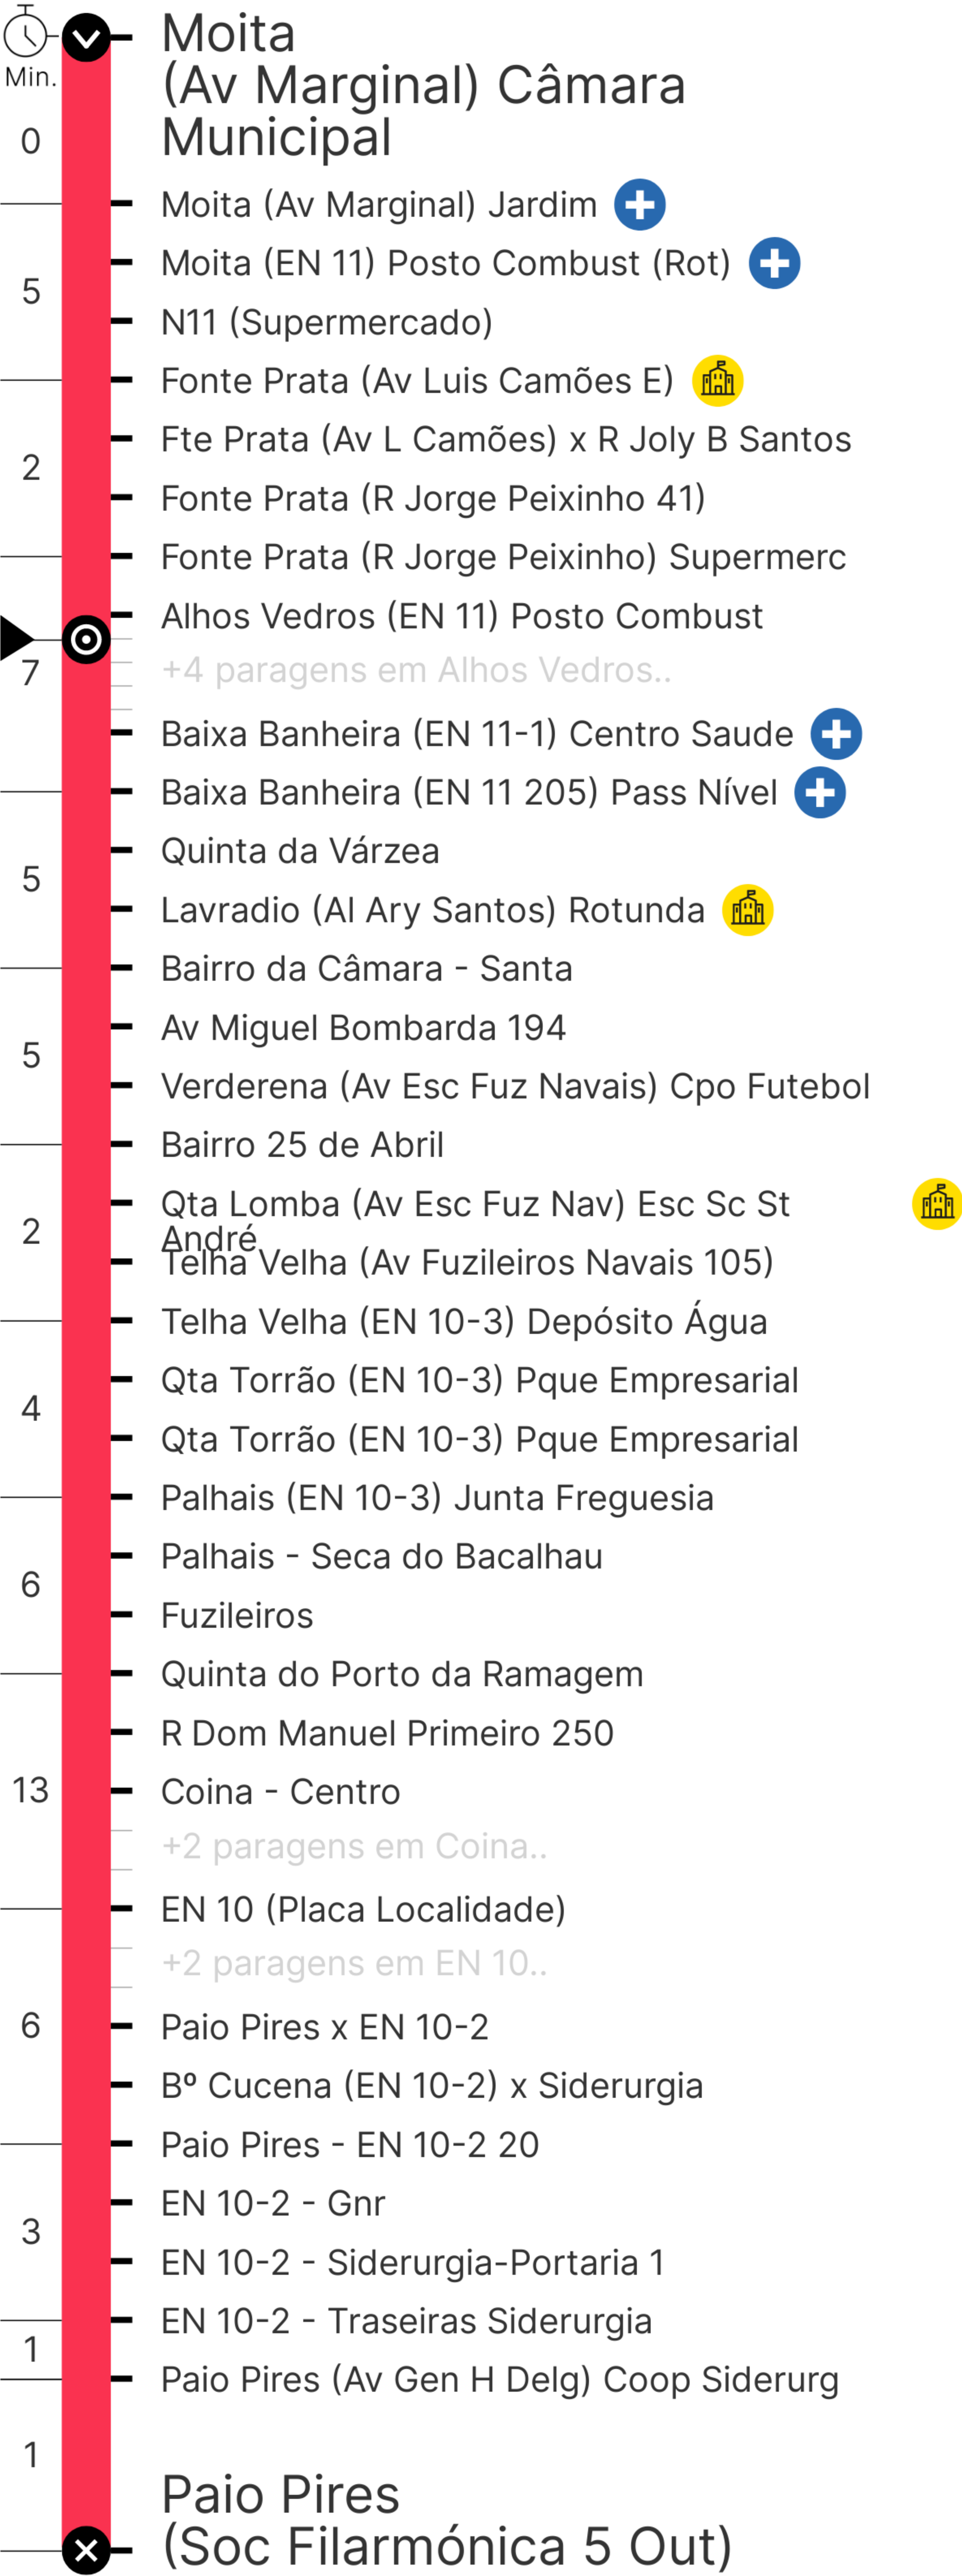 Moita
Min.
(Av Marginal) Câmara
Municipal
0
Moita (Av Marginal) Jardim
Moita (EN 11) Posto Combust (Rot)
5
N11 (Supermercado)
Fonte Prata (Av Luis Camões E)
Fte Prata (Av L Camões) x R Joly B Santos
2
Fonte Prata (R Jorge Peixinho 41)
Fonte Prata (R Jorge Peixinho) Supermerc
Alhos Vedros (EN 11) Posto Combust
7
+4 paragens em Alhos Vedros..
Baixa Banheira (EN 11-1) Centro Saude
Baixa Banheira (EN 11 205) Pass Nível
Quinta da Várzea
5
Lavradio (Al Ary Santos) Rotunda
Bairro da Câmara - Santa
Av Miguel Bombarda 194
5
Verderena (Av Esc Fuz Navais) Cpo Futebol
Bairro 25 de Abril
Qta Lomba (Av Esc Fuz Nav) Esc Sc St
André
2
Telha Velha (Av Fuzileiros Navais 105)
Telha Velha (EN 10-3) Depósito Água
Qta Torrão (EN 10-3) Pque Empresarial
4
Qta Torrão (EN 10-3) Pque Empresarial
Palhais (EN 10-3) Junta Freguesia
Palhais - Seca do Bacalhau
6
Fuzileiros
Quinta do Porto da Ramagem
R Dom Manuel Primeiro 250
13
Coina - Centro
+2 paragens em Coina..
EN 10 (Placa Localidade)
+2 paragens em EN 10..
6
Paio Pires x EN 10-2
Bº Cucena (EN 10-2) x Siderurgia
Paio Pires - EN 10-2 20
EN 10-2 - Gnr
3
EN 10-2 - Siderurgia-Portaria 1
EN 10-2 - Traseiras Siderurgia
1
Paio Pires (Av Gen H Delg) Coop Siderurg
1
Paio Pires
(Soc Filarmónica 5 Out)